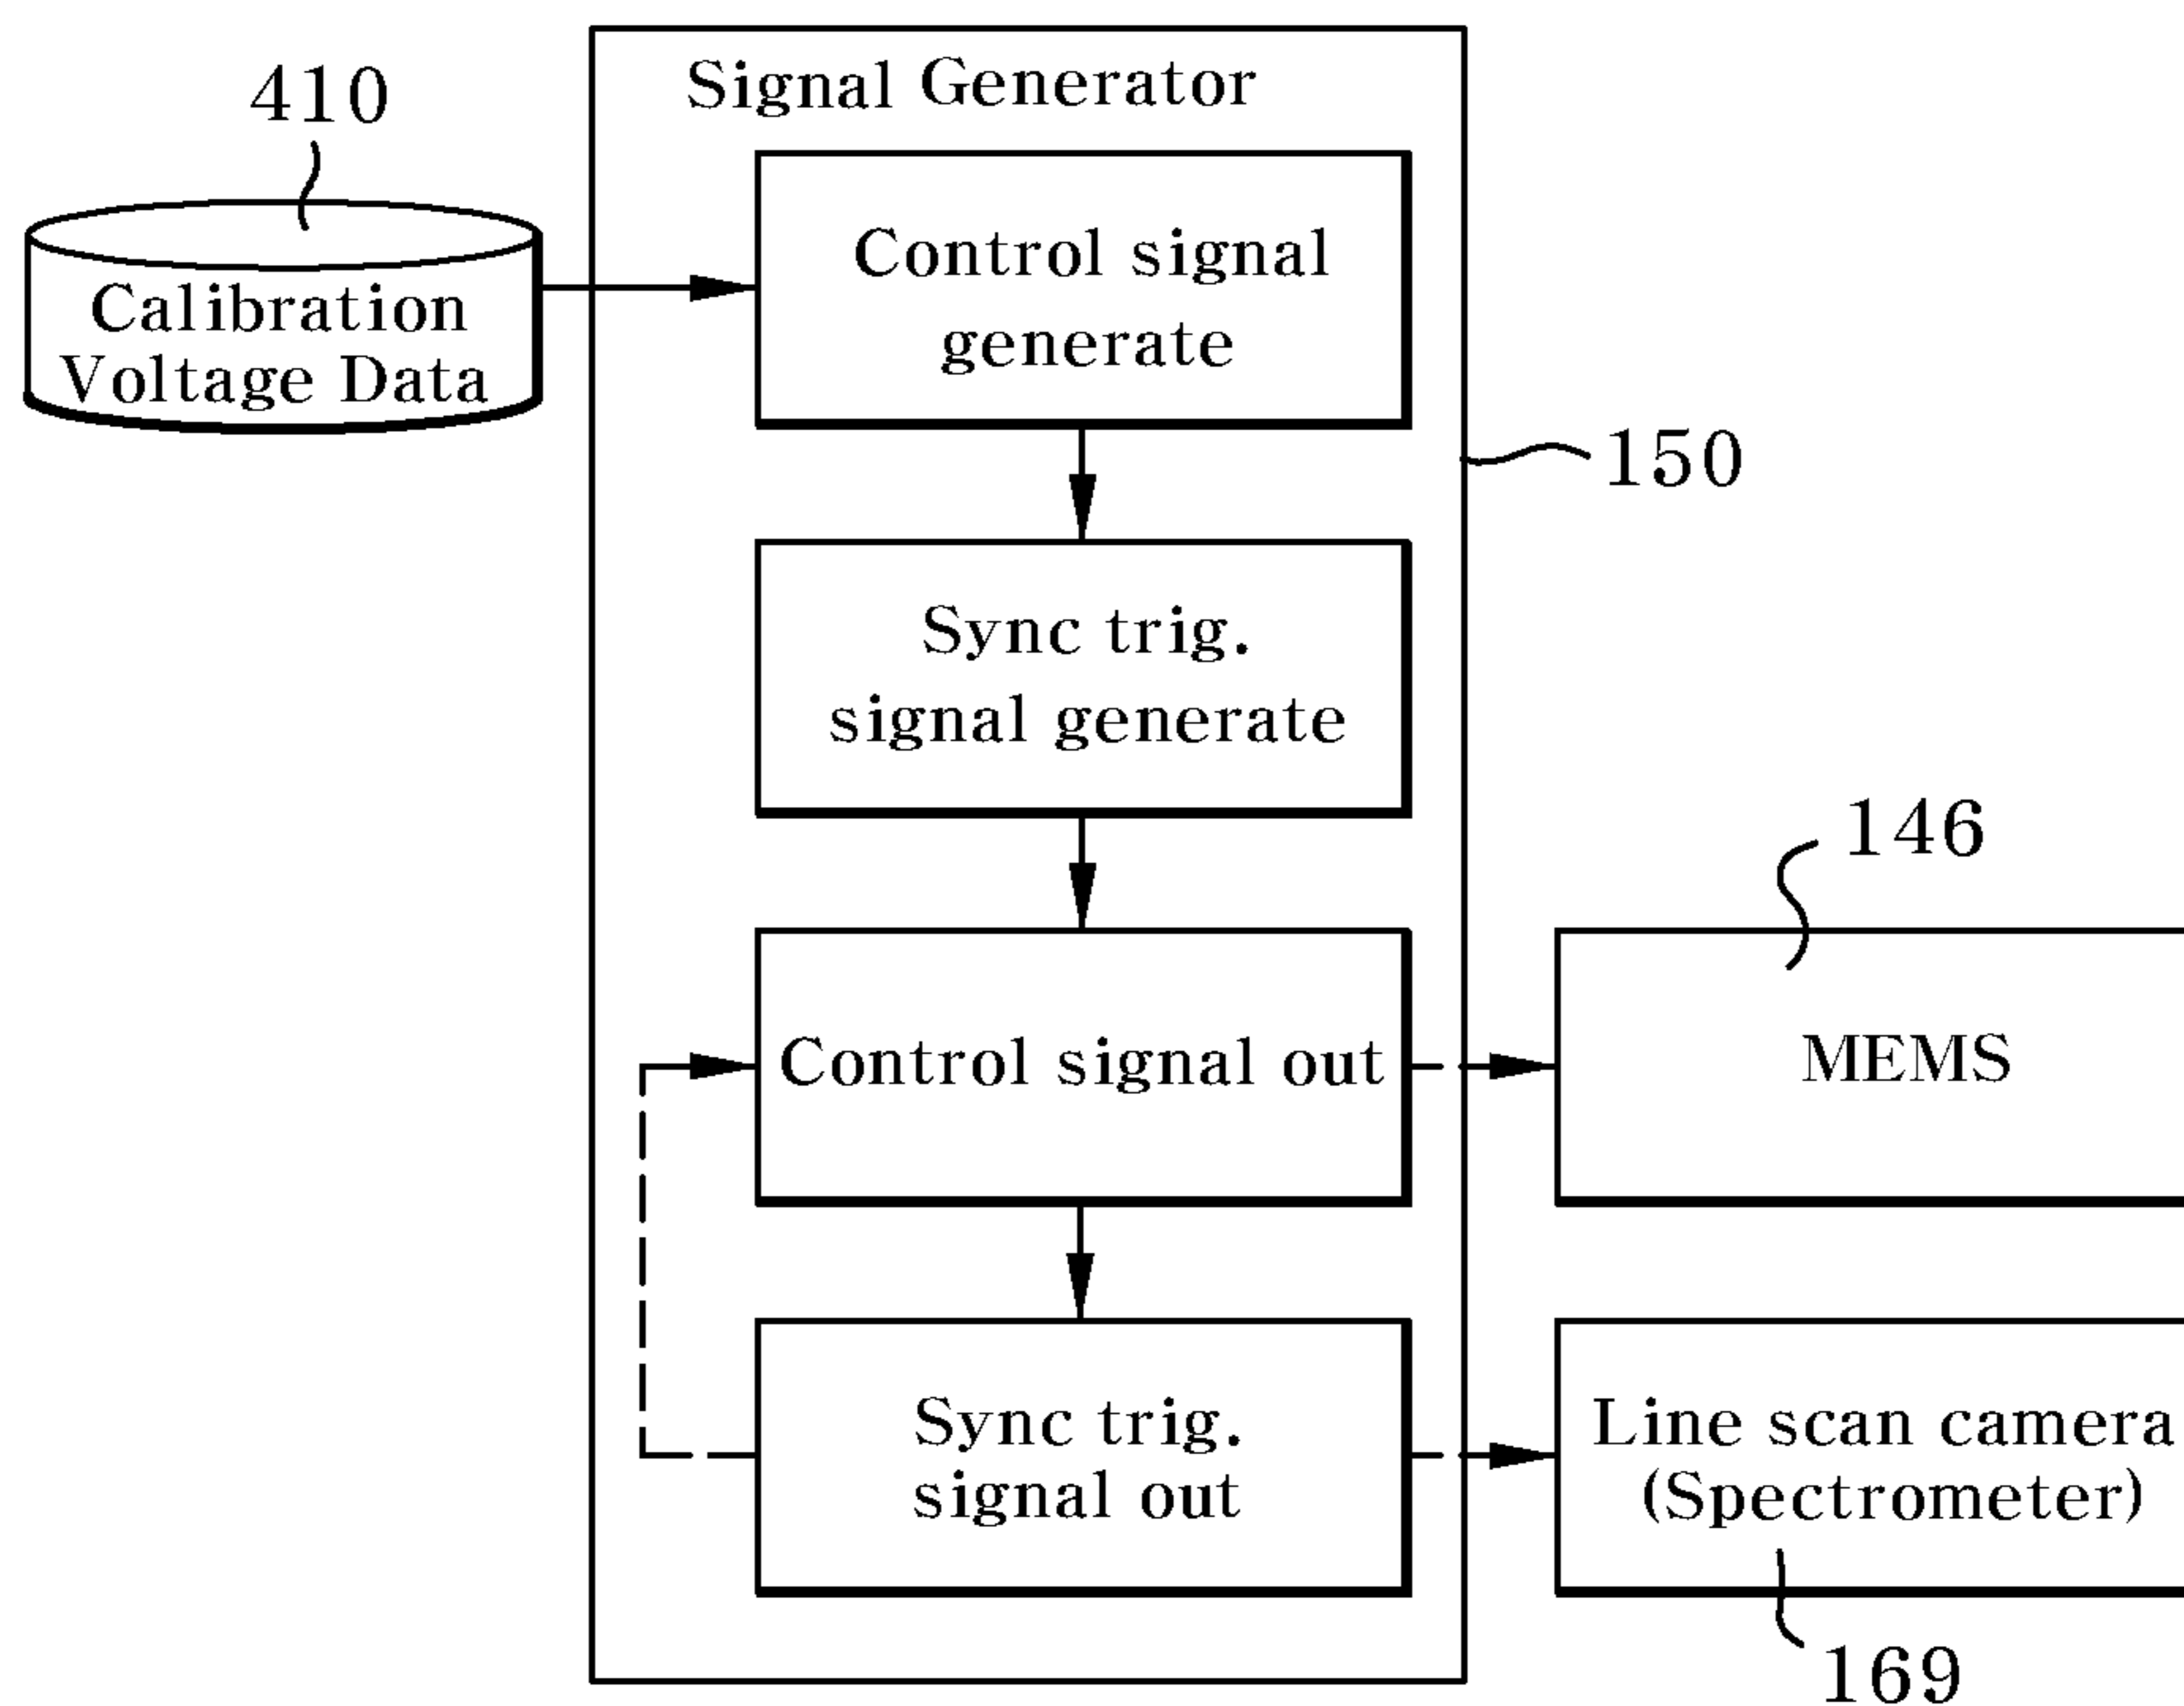 Signal Generator
410
Calibration
Voltage Data
Control signal
generate
150
Sync trig.
signal generate
146
Control signal out
MEMS
Sync trig.
signal out
Line scan camera
(Spectrometer)
169